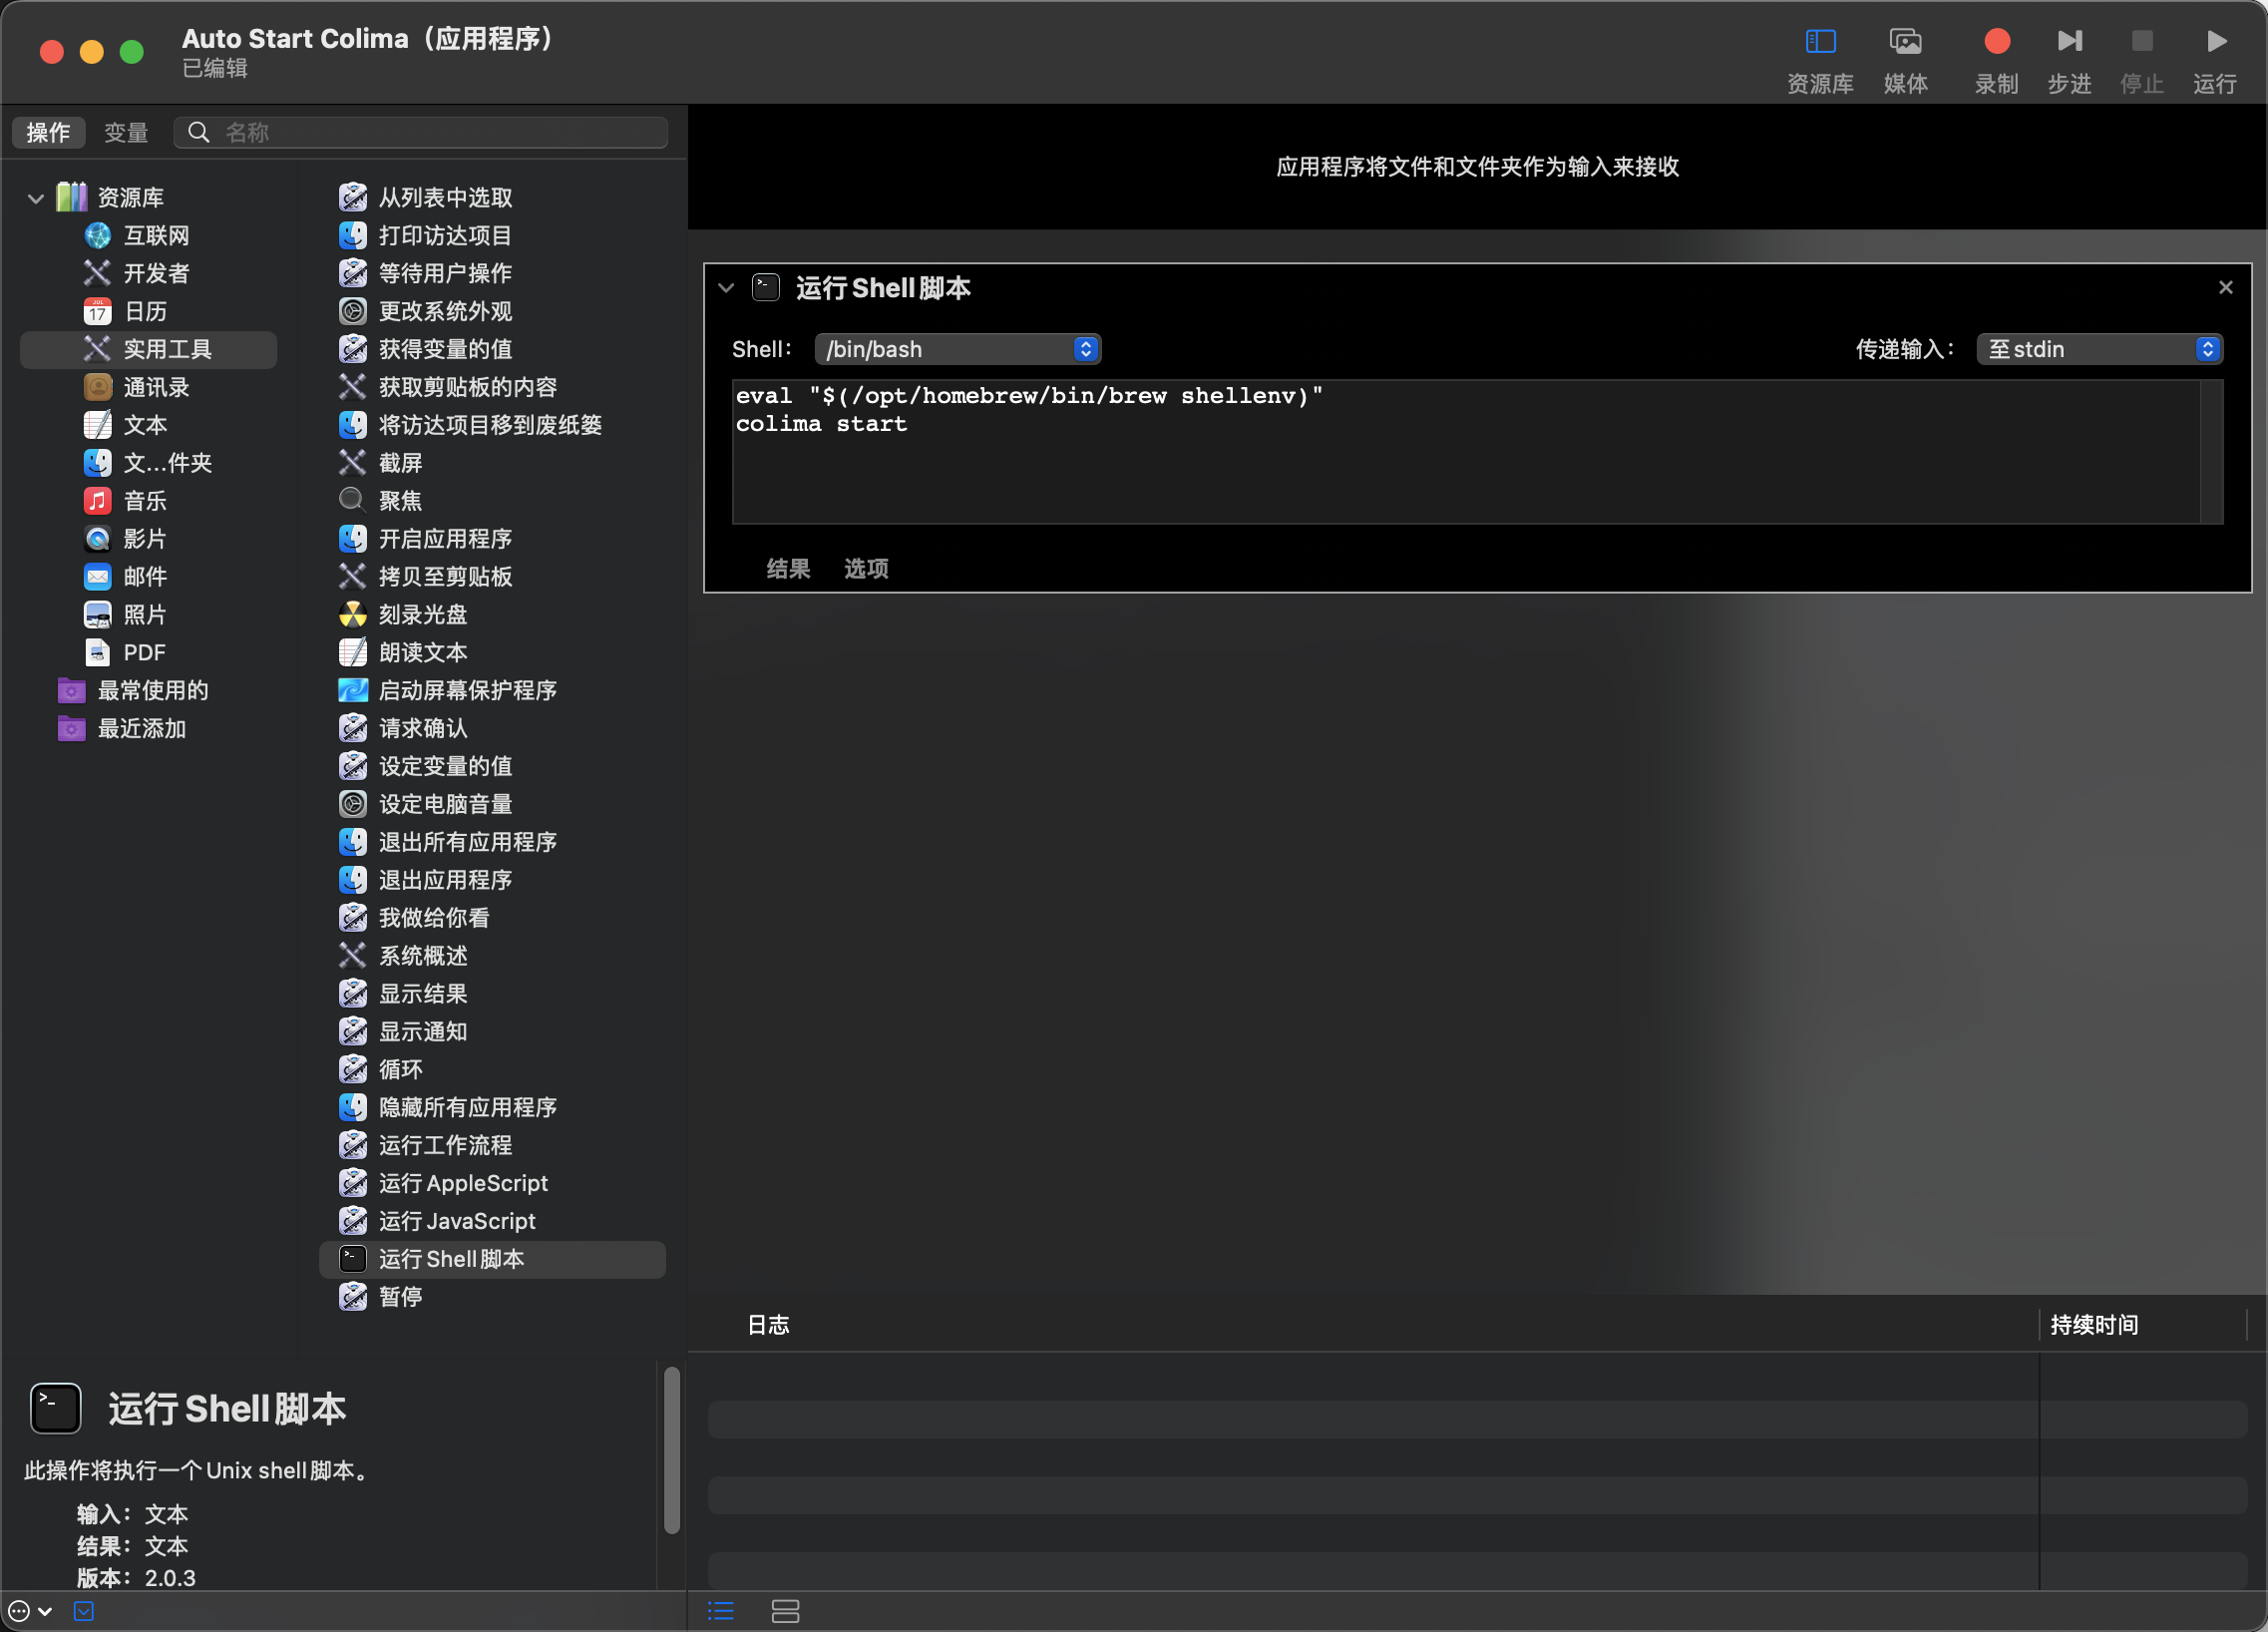 Auto Start Colima（应用程序）
已编辑
资源库
媒体
录制
步进
停止
运行
操作
变量
名称
应用程序将文件和文件夹作为输入来接收
资源库
互联网
开发者
JUL
17
日历
实用工具
通讯录
文本
文...件夹
音乐
影片
邮件
照片
PDF
最常使用的
最近添加
从列表中选取
打印访达项目
等待用户操作
更改系统外观
获得变量的值
获取剪贴板的内容
将访达项目移到废纸篓
截屏
聚焦
开启应用程序
拷贝至剪贴板
刻录光盘
朗读文本
启动屏幕保护程序
请求确认
设定变量的值
设定电脑音量
退出所有应用程序
退出应用程序
我做给你看
系统概述
显示结果
显示通知
循环
隐藏所有应用程序
运行工作流程
运行 AppleScript
运行 JavaScript
运行 Shell 脚本
暂停
运行 Shell 脚本
Shell： /bin/bash
传递输入： 至 stdin
eval "$(/opt/homebrew/bin/brew shellenv)"
colima start
结果
选项
日志
持续时间
运行 Shell 脚本
此操作将执行一个 Unix shell 脚本。
输入： 文本
结果： 文本
版本： 2.0.3